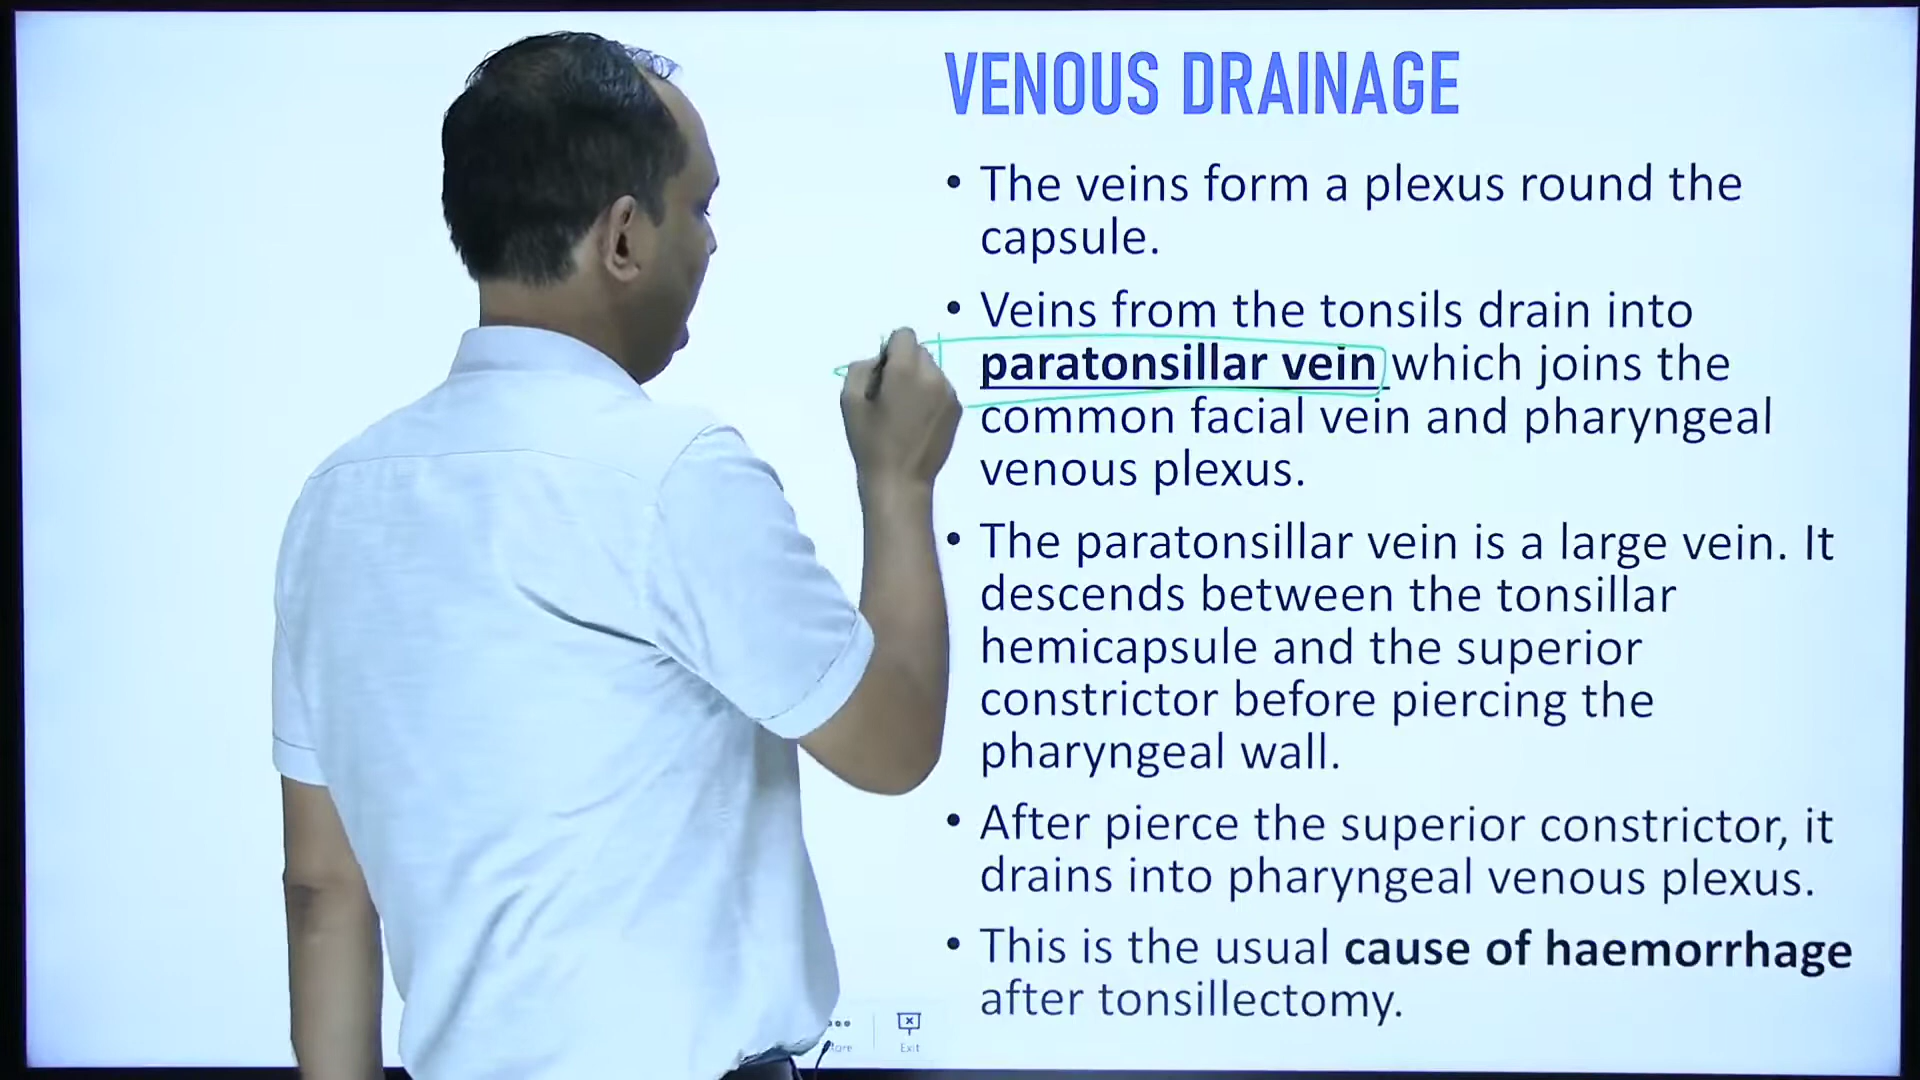 VENOUS DRAINAGE
• The veins form a plexus round the
capsule.
• Veins from the tonsils drain into
paratonsillar vein which joins the
common facial vein and pharyngeal
venous plexus.
• The paratonsillar vein is a large vein. It
descends between the tonsillar
hemicapsule and the superior
constrictor before piercing the
pharyngeal wall.
• After pierce the superior constrictor, it
drains into pharyngeal venous plexus.
• This is the usual cause of haemorrhage
after tonsillectomy.
Exit